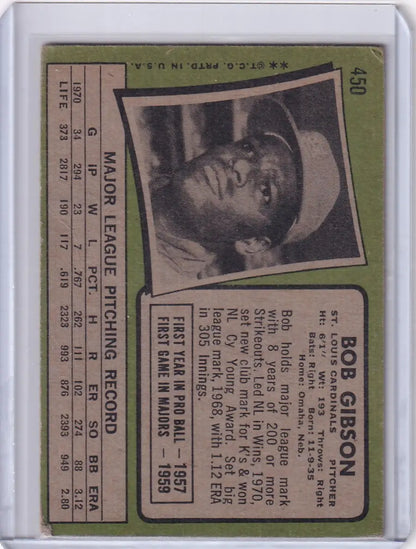 450
**©T.C.G. PRTD. IN U.S.A.
BOB GIBSON
ST. LOUIS CARDINALS PITCHER
Ht: 6'1" Wt: 193 Throws: Right
Bats: Right Born: 11-9-35
Home: Omaha, Neb.
Bob holds major league mark
with 8 years of 200 or more
Strikeouts. Led NL in Wins, 1970,
set new club mark for K's & won
NL Cy Young Award. Set big
league mark, 1968, with 1.12 ERA
in 305 Innings.
FIRST YEAR IN PRO BALL — 1957
FIRST GAME IN MAJORS — 1959
MAJOR LEAGUE PITCHING RECORD
G IP W L PCT. H R ER SO BB ERA
1970 34 294 23 7 .767 262 111 102 274 88 3.12
LIFE 373 2817 190 117 .619 2323 993 876 2393 949 2.80